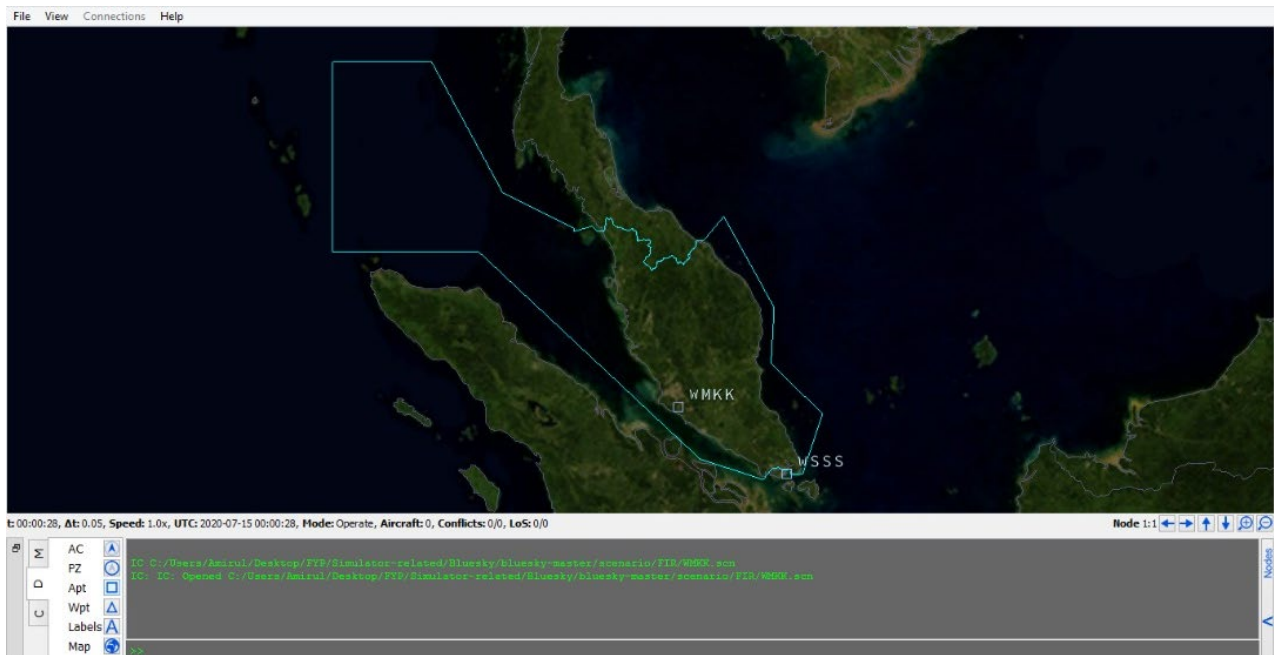 File View Connections Help
WMKK
WSSS
t: 00:00:28, Δt: 0.05, Speed: 1.0x, UTC: 2020-07-15 00:00:28, Mode: Operate, Aircraft: 0, Conflicts: 0/0, LoS: 0/0
Node 1:1
M
D
C
AC
PZ
Apt
Wpt
Labels A
Map
IC C:/Users/Amirul/Desktop/FYP/Simulator-related/Bluesky/bluesky-master/scenario/FIR/WMKK.scn
IC: IC: Opened C:/Users/Amirul/Desktop/FYP/Simulator-related/Bluesky/bluesky-master/scenario/FIR/WMKK.scn
>>
Nodes